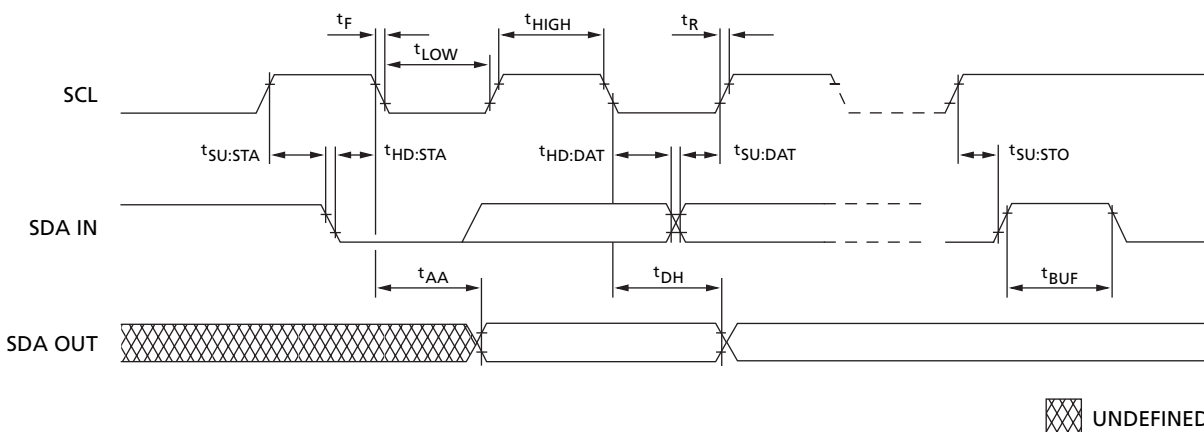 tF
tHIGH
tR
tLOW
SCL
tSU:STA
tHD:STA
tHD:DAT
tSU:DAT
tSU:STO
SDA IN
tAA
tDH
tBUF
SDA OUT
UNDEFINED